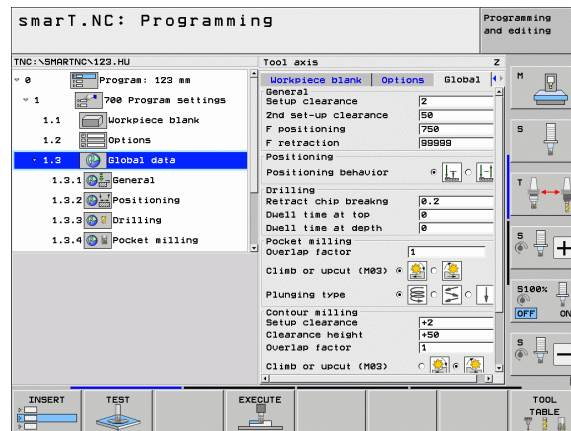 smarT.NC: Programming
Programming
and editing
TNC:\SMARTNC\123.HU
0 Program: 123 mm
1 700 Program settings
1.1 Workpiece blank
1.2 Options
1.3 Global data
1.3.1 General
1.3.2 Positioning
1.3.3 Drilling
1.3.4 Pocket milling
Tool axis Z
Workpiece blank Options Global
General
Setup clearance 2
2nd set-up clearance 50
F positioning 750
F retraction 99999
Positioning
Positioning behavior
Drilling
Retract chip breakng 0.2
Dwell time at top 0
Dwell time at depth 0
Pocket milling
Overlap factor 1
Climb or upcut (M03)
Plunging type
Contour milling
Setup clearance +2
Clearance height +50
Overlap factor 1
Climb or upcut (M03)
M
S
T
S
S100%
OFF ON
S
INSERT
TEST
EXECUTE
TOOL
TABLE